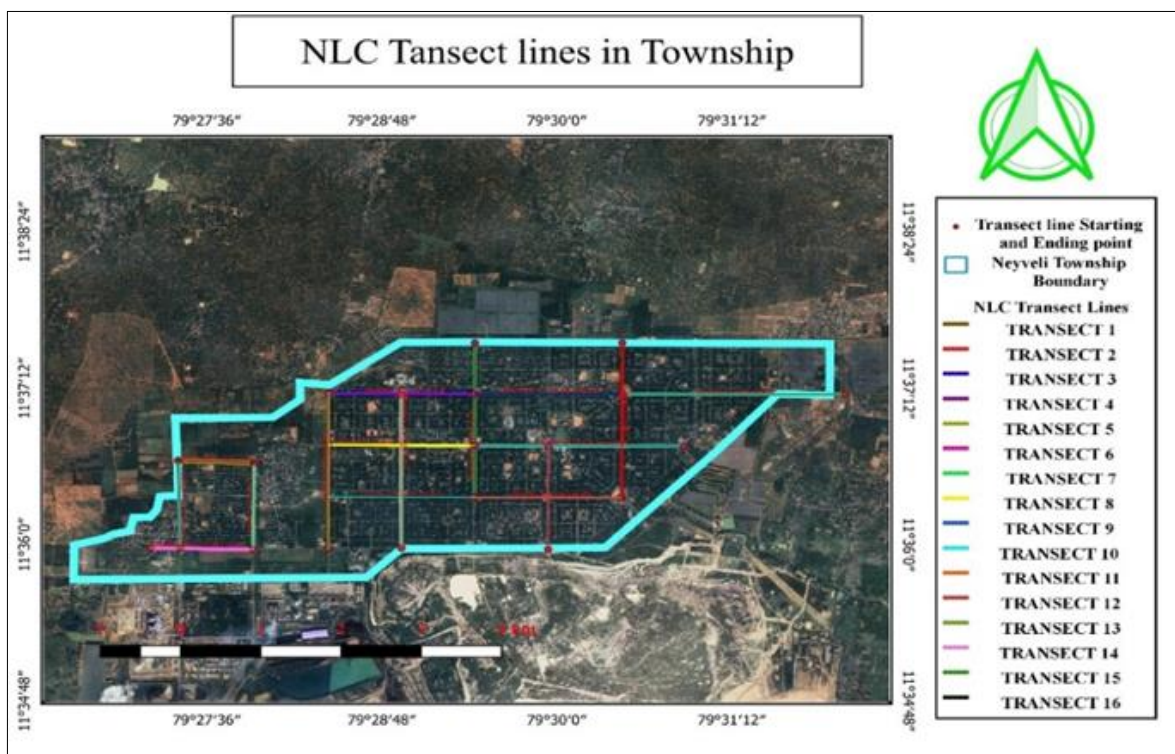 NLC Tansect lines in Township
79°27'36" 79°28'48" 79°30'0" 79°31'12"
11°38'24"
11°37'12"
11°36'0"
11°34'48"
11°38'24"
11°37'12"
11°36'0"
11°34'48"
79°27'36" 79°28'48" 79°30'0" 79°31'12"
Transect line Starting
and Ending point
Neyveli Township
Boundary
NLC Transect Lines
TRANSECT 1
TRANSECT 2
TRANSECT 3
TRANSECT 4
TRANSECT 5
TRANSECT 6
TRANSECT 7
TRANSECT 8
TRANSECT 9
TRANSECT 10
TRANSECT 11
TRANSECT 12
TRANSECT 13
TRANSECT 14
TRANSECT 15
TRANSECT 16